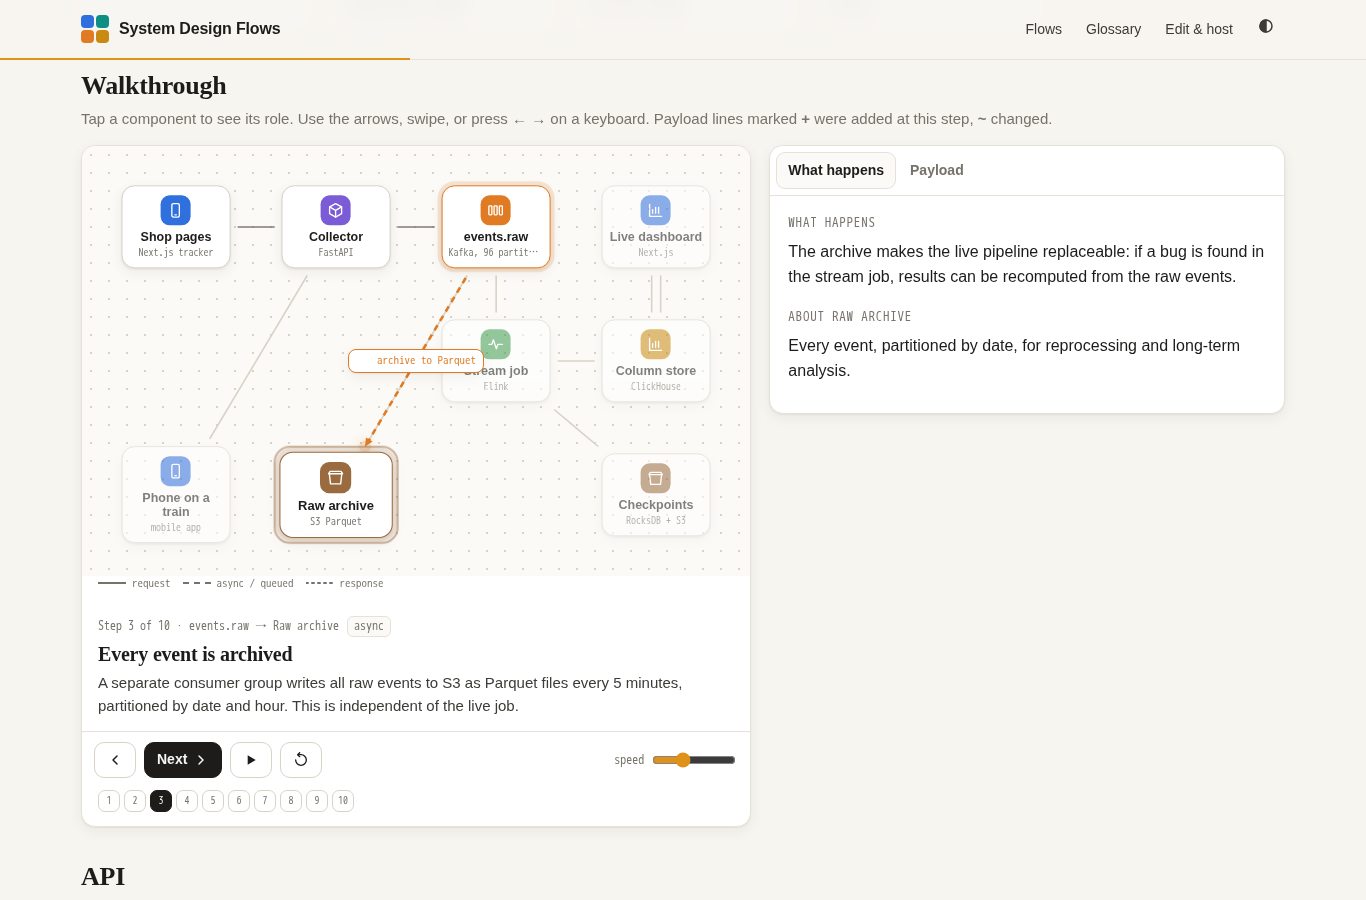 System Design Flows
Flows
Glossary
Edit & host
Walkthrough
Tap a component to see its role. Use the arrows, swipe, or press ← → on a keyboard. Payload lines marked + were added at this step, ~ changed.
Shop pages
Next.js tracker
Collector
FastAPI
events.raw
Kafka, 96 partit···
Live dashboard
Next.js
archive to Parquet
Stream job
Flink
Column store
ClickHouse
Phone on a
train
mobile app
Raw archive
S3 Parquet
Checkpoints
RocksDB + S3
request
async / queued
response
Step 3 of 10 · events.raw → Raw archive async
Every event is archived
A separate consumer group writes all raw events to S3 as Parquet files every 5 minutes,
partitioned by date and hour. This is independent of the live job.
Next
speed
1 2 3 4 5 6 7 8 9 10
What happens
Payload
WHAT HAPPENS
The archive makes the live pipeline replaceable: if a bug is found in
the stream job, results can be recomputed from the raw events.
ABOUT RAW ARCHIVE
Every event, partitioned by date, for reprocessing and long-term
analysis.
API